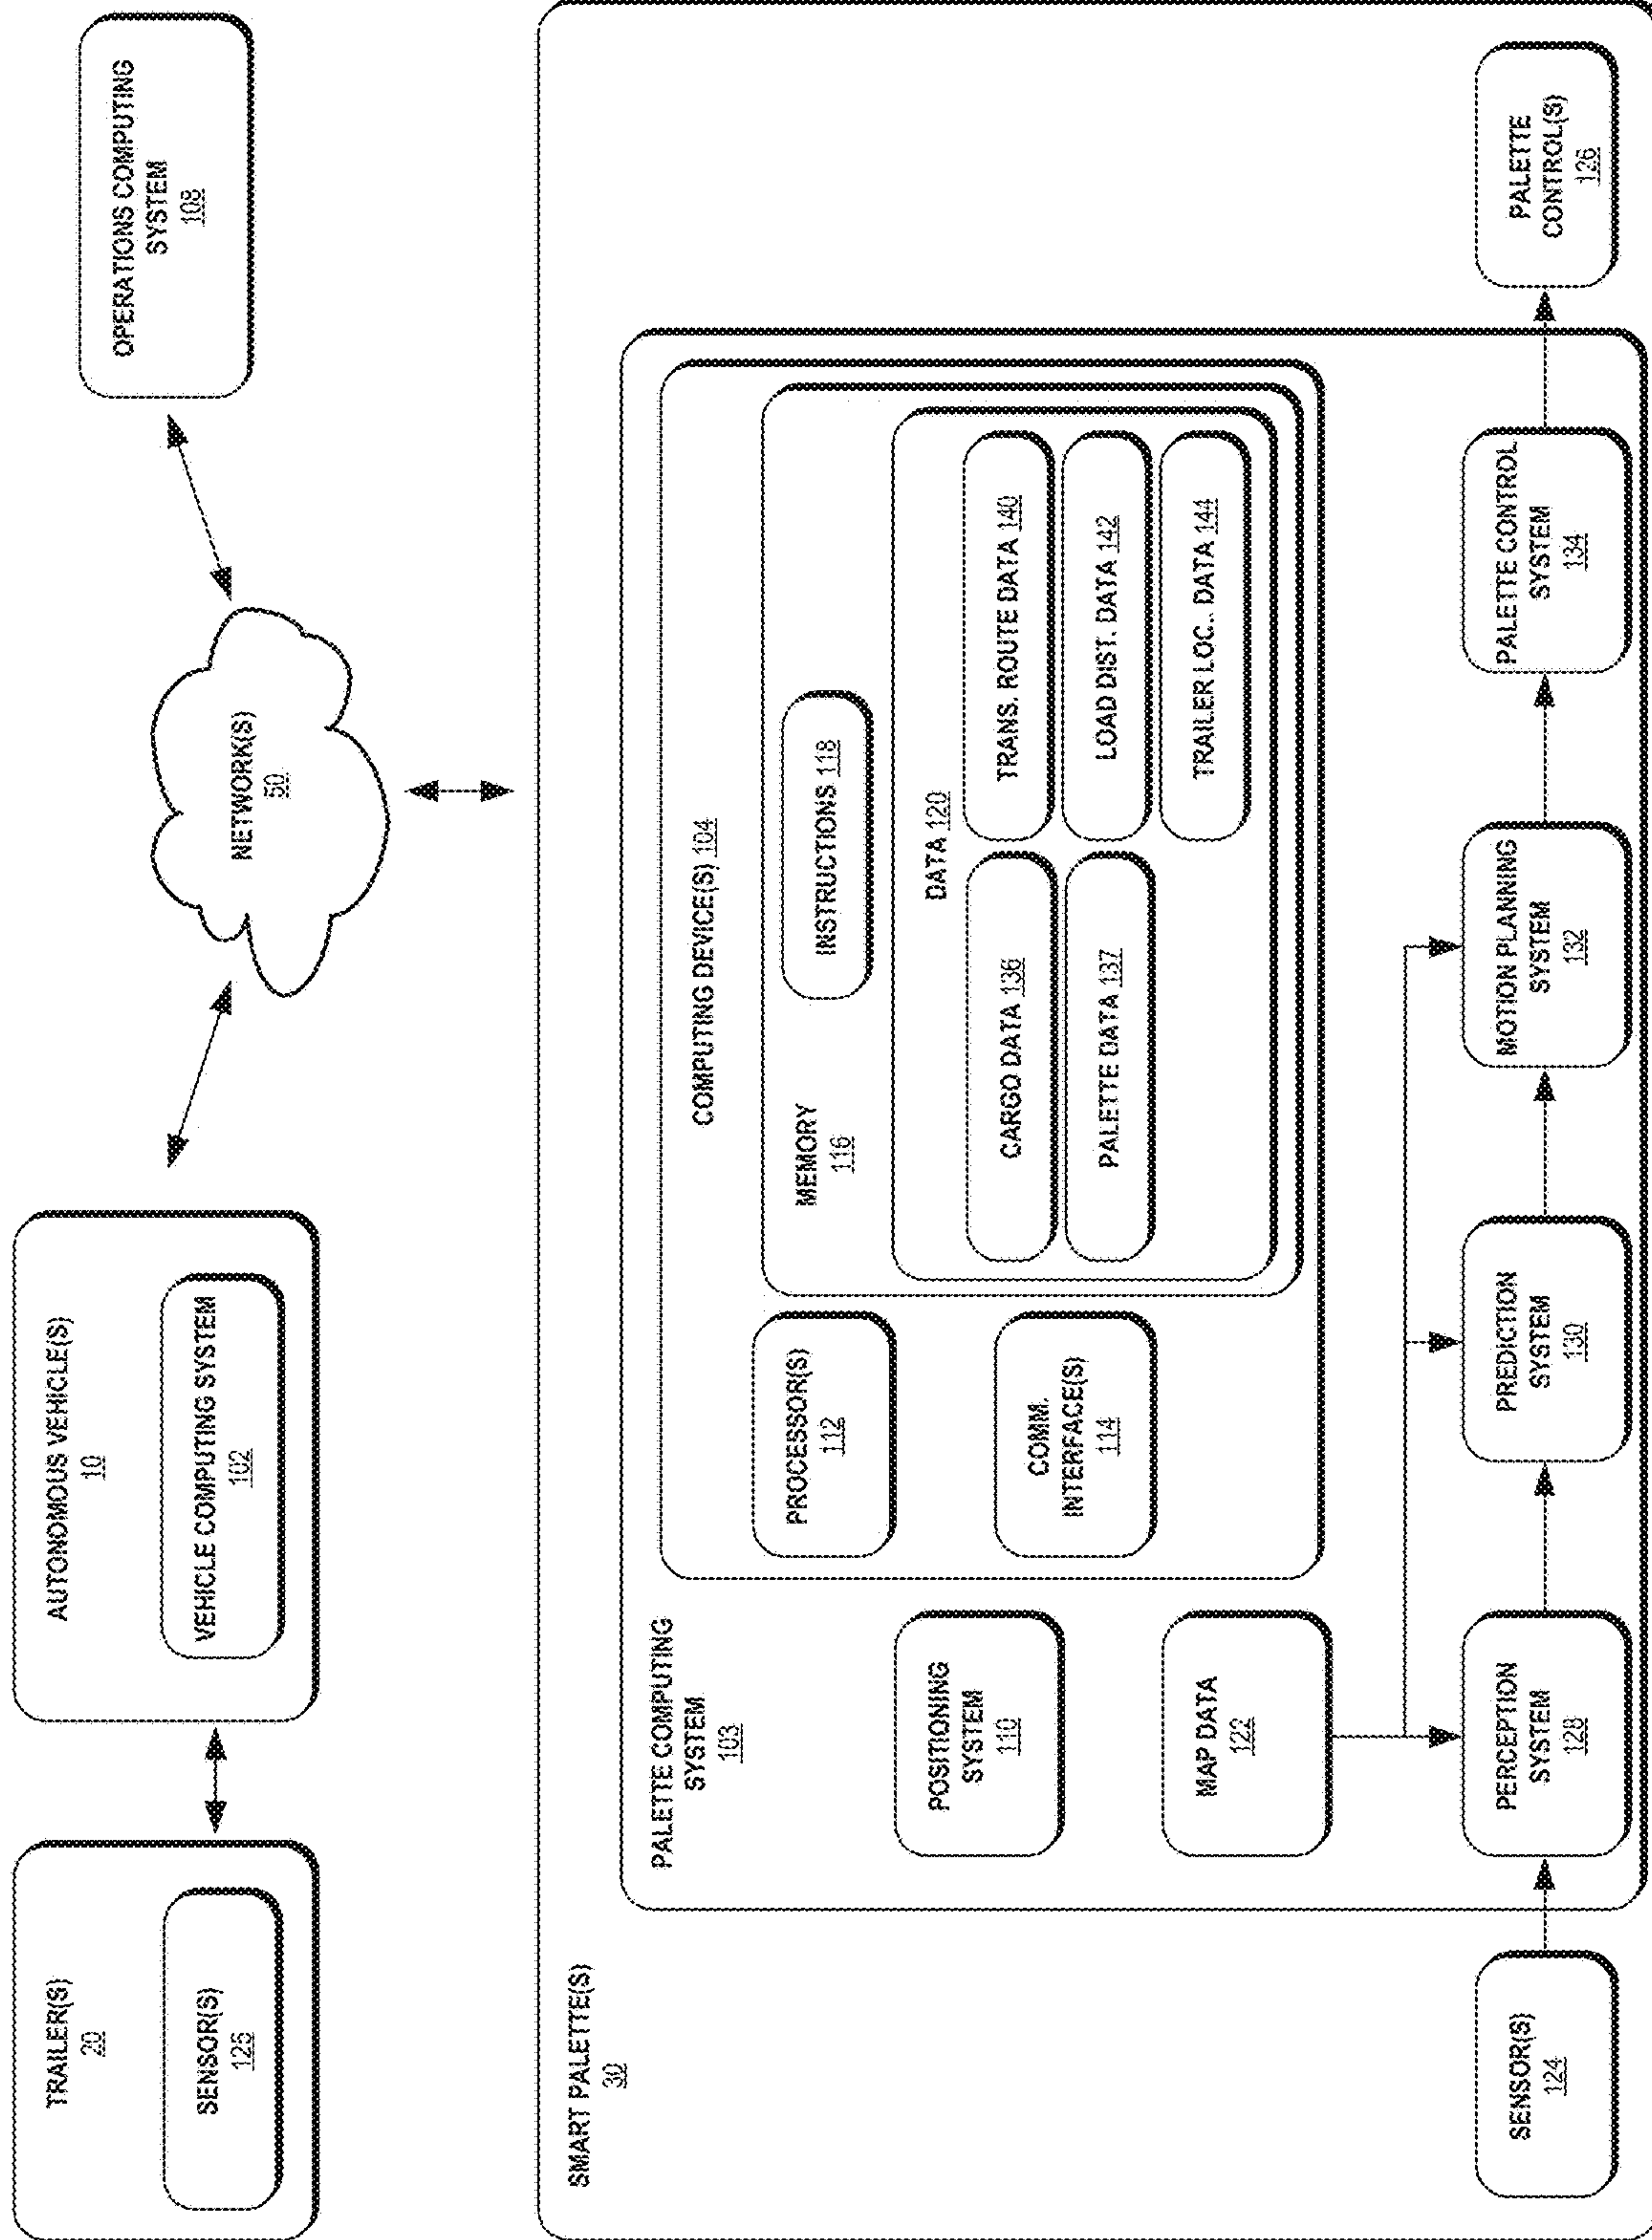 TRAILER(S)
20
SENSOR(S)
125
AUTONOMOUS VEHICLE(S)
10
VEHICLE COMPUTING SYSTEM
102
NETWORK(S)
50
OPERATIONS COMPUTING
SYSTEM
108
SMART PALETTE(S)
30
PALETTE COMPUTING
SYSTEM
103
POSITIONING
SYSTEM
110
MAP DATA
122
COMPUTING DEVICE(S) 104
PROCESSOR(S)
112
COMM.
INTERFACE(S)
114
MEMORY
116
INSTRUCTIONS 118
DATA 120
CARGO DATA 136
TRANS. ROUTE DATA 140
PALETTE DATA 137
LOAD DIST. DATA 142
TRAILER LOC.. DATA 144
SENSOR(S)
124
PERCEPTION
SYSTEM
128
PREDICTION
SYSTEM
130
MOTION PLANNING
SYSTEM
132
PALETTE CONTROL
SYSTEM
134
PALETTE
CONTROL(S)
126